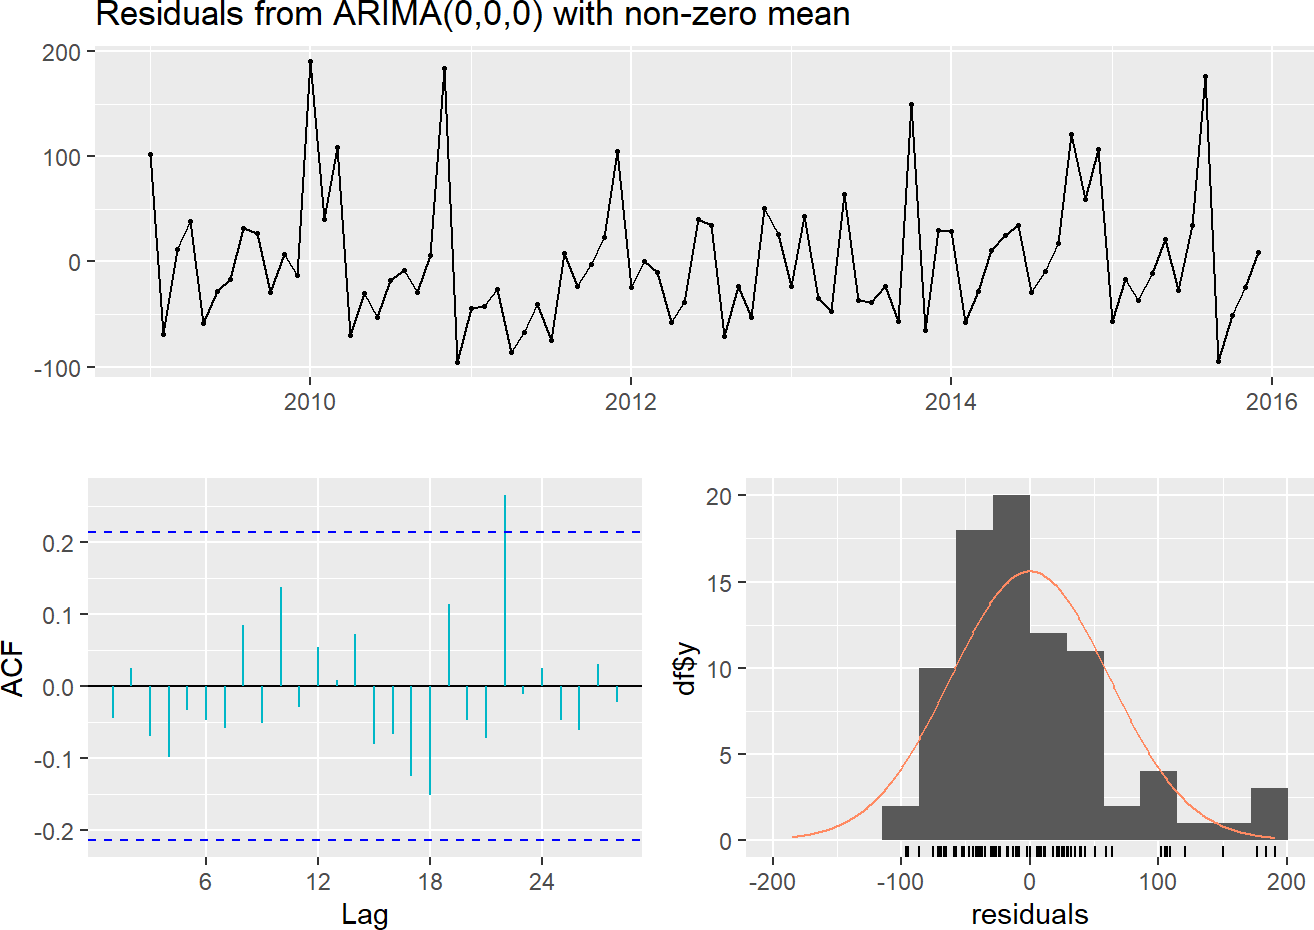 Residuals from ARIMA(0,0,0) with non-zero mean
200
100
0
-100
2010 2012 2014 2016
ACF
0.2
0.1
0.0
-0.1
-0.2
6 12 18 24
Lag
df$y
20
15
10
5
0
-200 -100 0 100 200
residuals